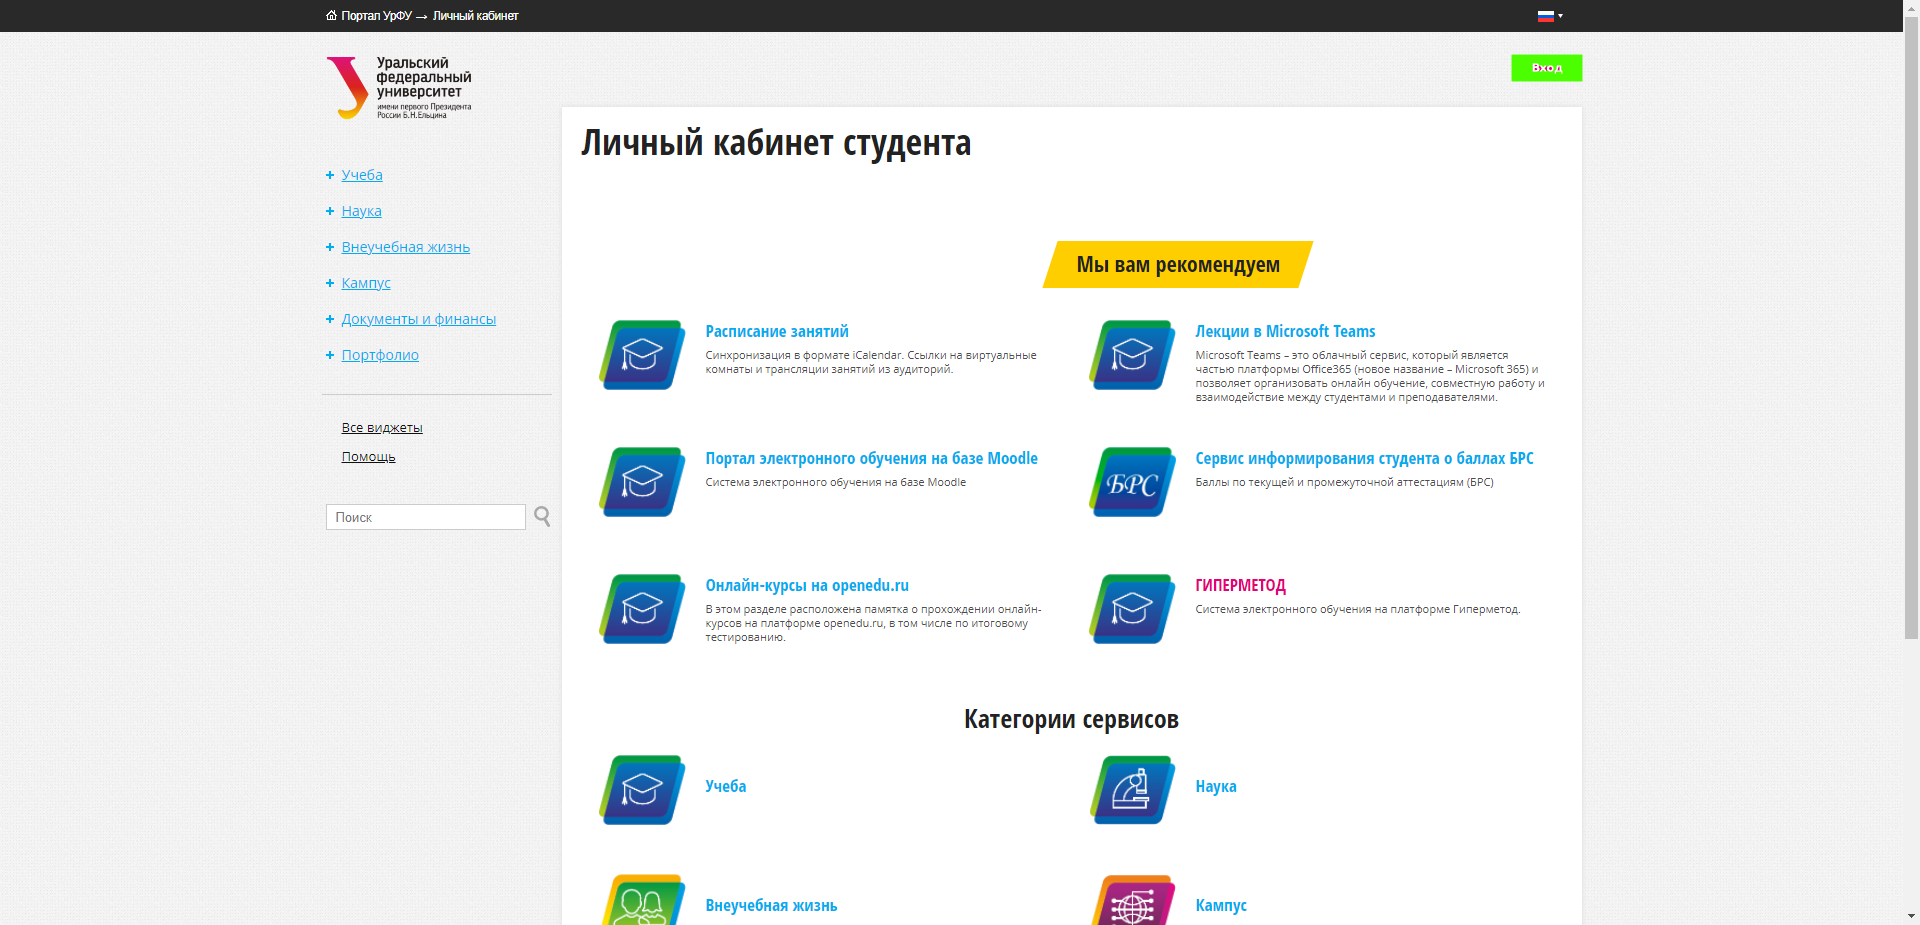 Портал УрФУ → Личный кабинет
Уральский
федеральный
университет
имени первого Президента
России Б.Н.Ельцина
Вход
Учеба
Наука
Внеучебная жизнь
Кампус
Документы и финансы
Портфолио
Все виджеты
Помощь
Поиск
Личный кабинет студента
Мы вам рекомендуем
Расписание занятий
Синхронизация в формате iCalendar. Ссылки на виртуальные
комнаты и трансляции занятий из аудиторий.
Лекции в Microsoft Teams
Microsoft Teams – это облачный сервис, который является
частью платформы Office365 (новое название – Microsoft 365) и
позволяет организовать онлайн обучение, совместную работу и
взаимодействие между студентами и преподавателями.
Портал электронного обучения на базе Moodle
Система электронного обучения на базе Moodle
БРС
Сервис информирования студента о баллах БРС
Баллы по текущей и промежуточной аттестациям (БРС)
Онлайн-курсы на openedu.ru
В этом разделе расположена памятка о прохождении онлайн-
курсов на платформе openedu.ru, в том числе по итоговому
тестированию.
ГИПЕРМЕТОД
Система электронного обучения на платформе Гиперметод.
Категории сервисов
Учеба
Наука
Внеучебная жизнь
Кампус